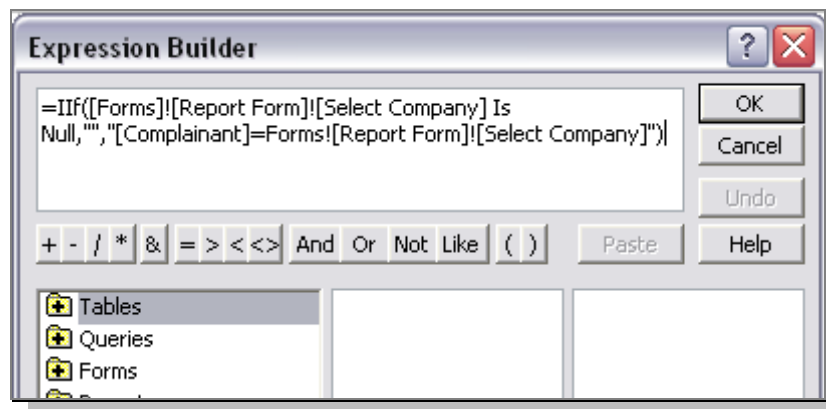 Expression Builder
=IIf([Forms]![Report Form]![Select Company] Is
Null,"","[Complainant]=Forms![Report Form]![Select Company]")
OK
Cancel
Undo
+ - / * & = > < <> And Or Not Like ( ) Paste Help
Tables
Queries
Forms